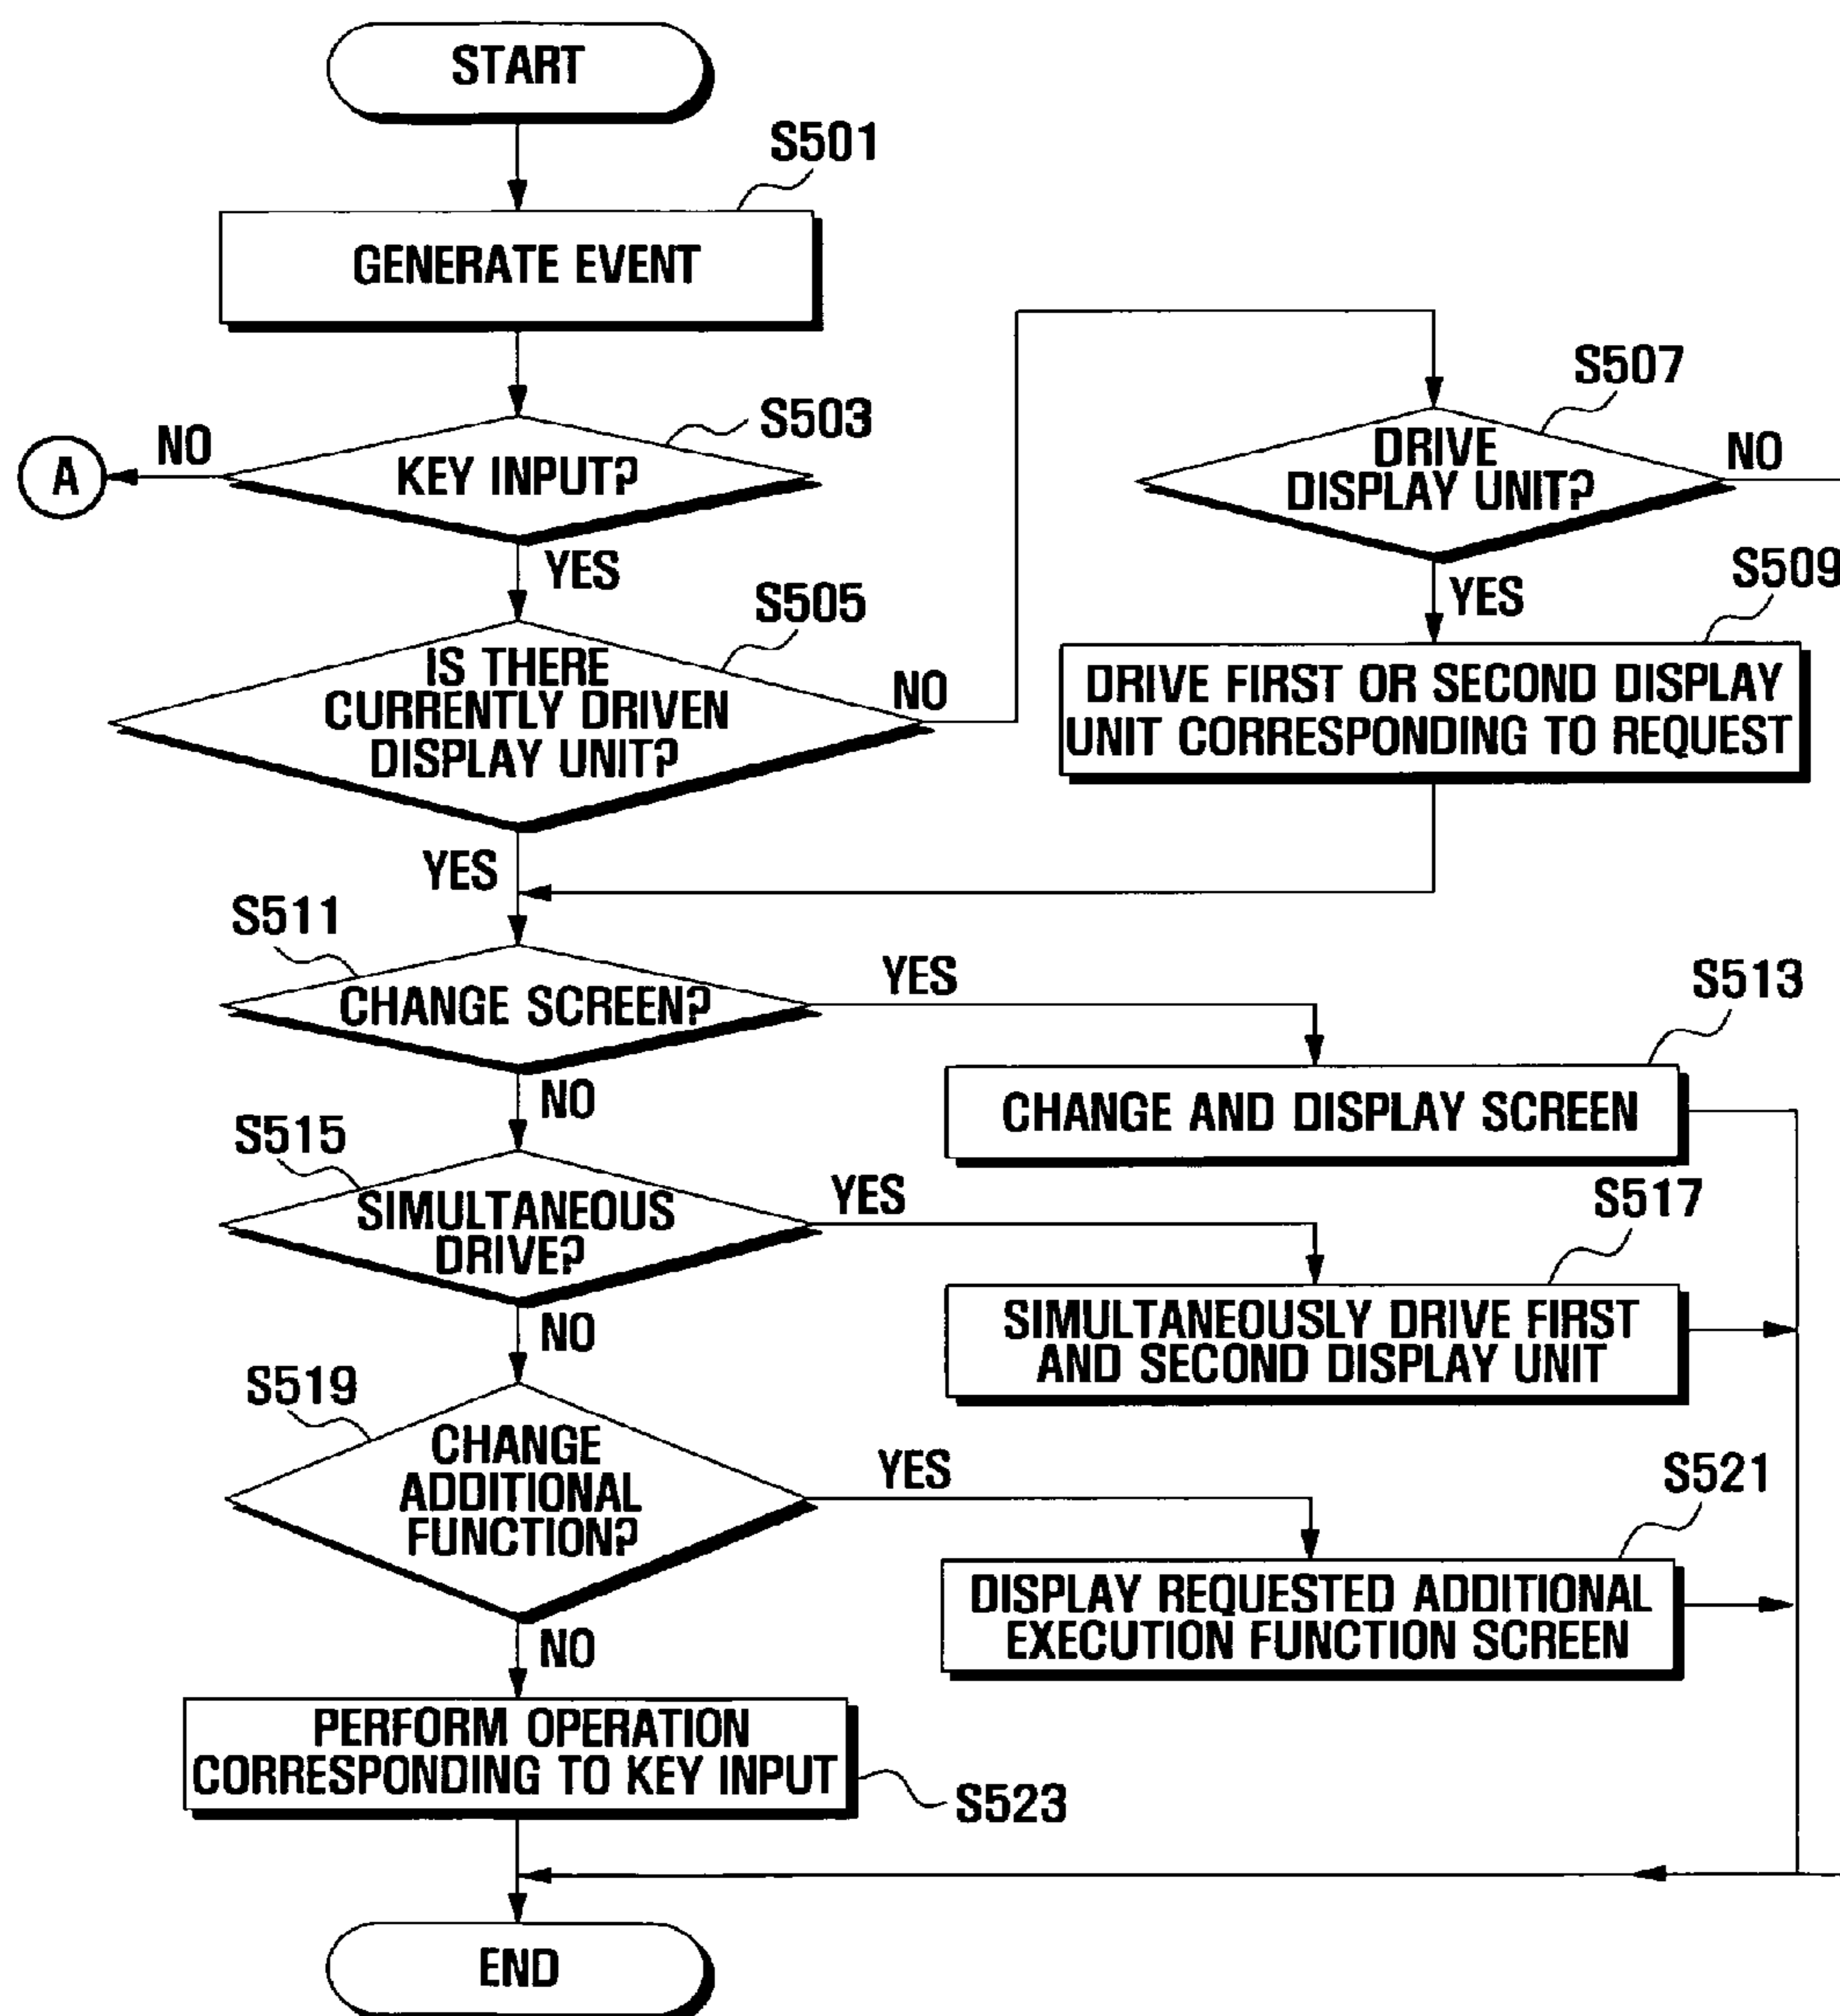 START
S501
GENERATE EVENT
S503
NO
A
KEY INPUT?
YES
S505
IS THERE
CURRENTLY DRIVEN
DISPLAY UNIT?
NO
YES
S507
DRIVE
DISPLAY UNIT?
NO
YES
S509
DRIVE FIRST OR SECOND DISPLAY
UNIT CORRESPONDING TO REQUEST
S511
CHANGE SCREEN?
YES
NO
S513
CHANGE AND DISPLAY SCREEN
S515
SIMULTANEOUS
DRIVE?
YES
NO
S517
SIMULTANEOUSLY DRIVE FIRST
AND SECOND DISPLAY UNIT
S519
CHANGE
ADDITIONAL
FUNCTION?
YES
NO
S521
DISPLAY REQUESTED ADDITIONAL
EXECUTION FUNCTION SCREEN
PERFORM OPERATION
CORRESPONDING TO KEY INPUT
S523
END